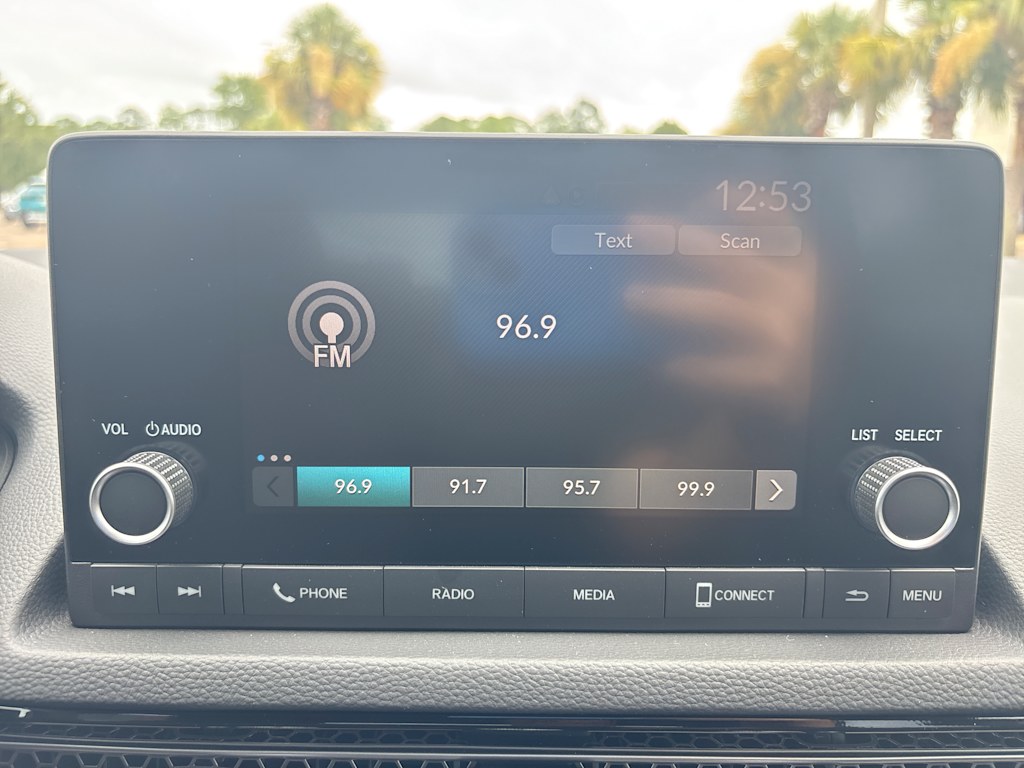 12:53
Text Scan
96.9
FM
VOL AUDIO
LIST SELECT
96.9 91.7 95.7 99.9
PHONE RADIO MEDIA CONNECT MENU